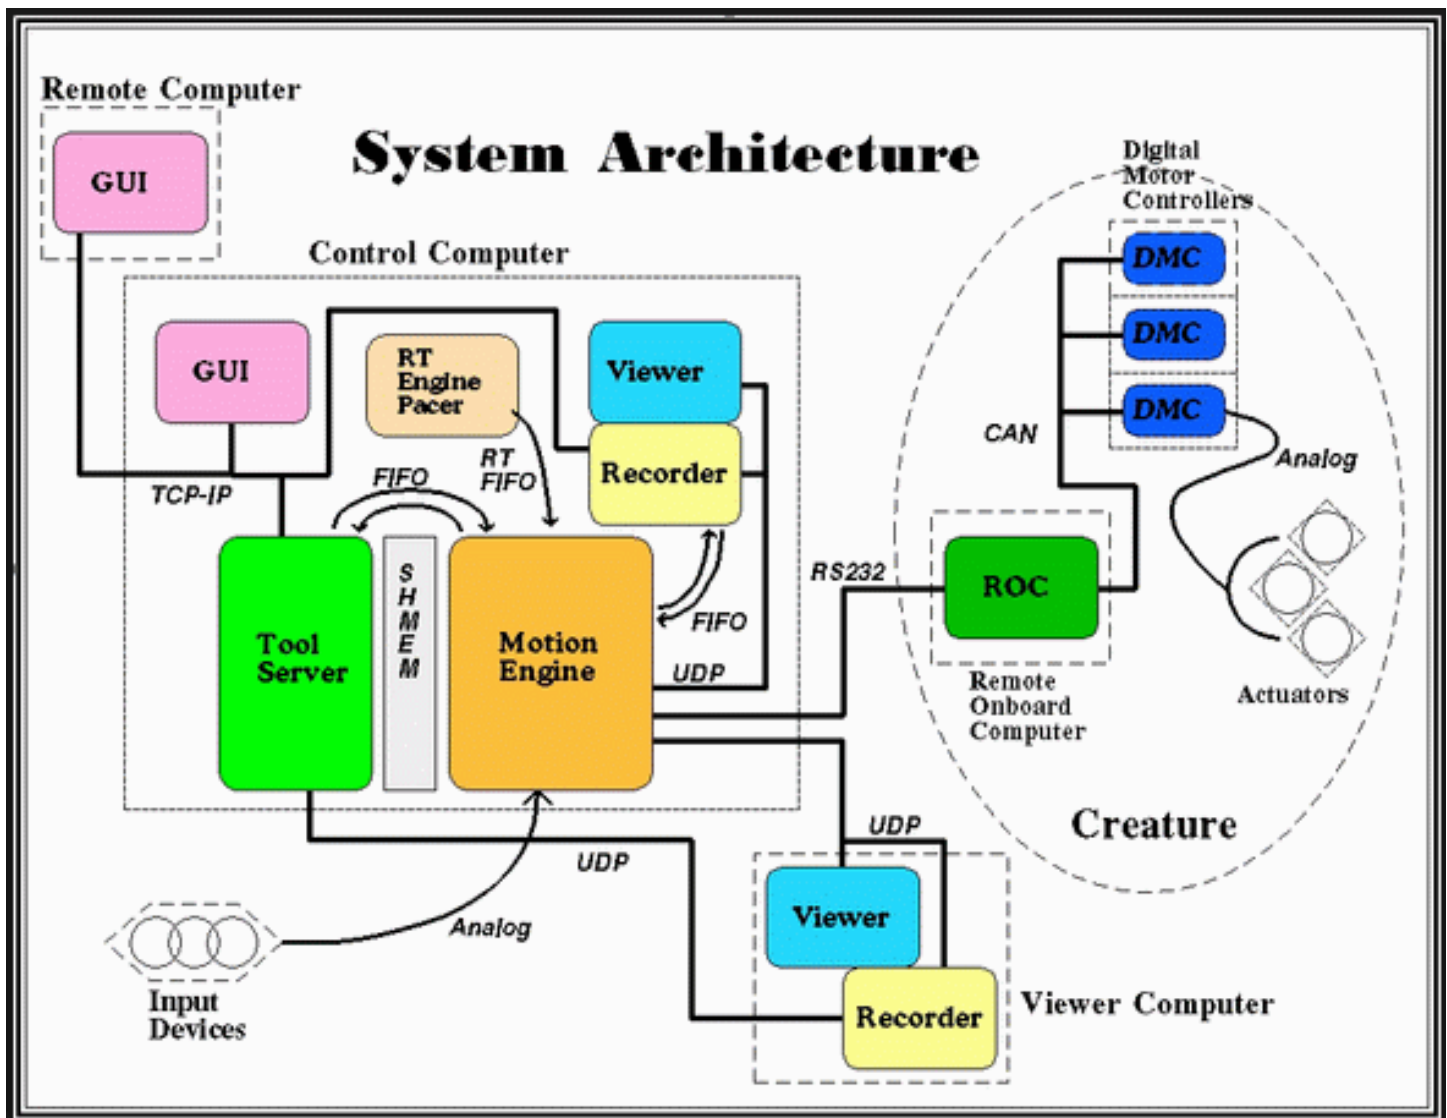 Remote Computer
System Architecture
GUI
Digital
Motor
Controllers
Control Computer
DMC
DMC
DMC
GUI
RT
Engine
Pacer
Viewer
Recorder
CAN
Analog
RT
FIFO
FIFO
TCP-IP
SHMEM
Tool
Server
Motion
Engine
FIFO
UDP
RS232
ROC
Remote
Onboard
Computer
Actuators
Creature
UDP
UDP
Analog
Viewer
Recorder
Viewer Computer
Input
Devices